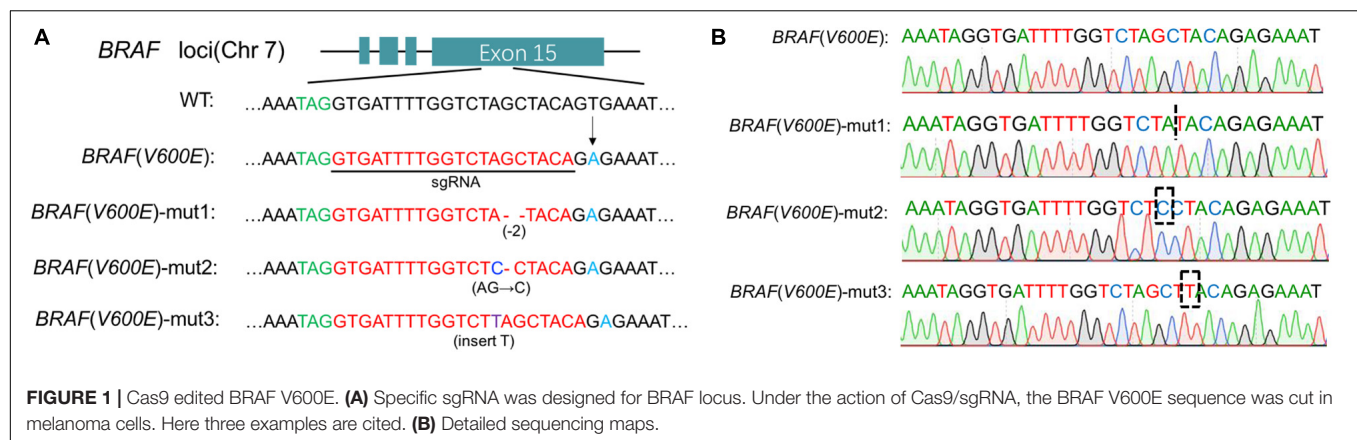 A
BRAF loci(Chr 7)
Exon 15
WT: ...AAATAGGTGATTTTGGTCTAGCTACAGTGAAAT...
BRAF(V600E): ...AAATAGGTGATTTTGGTCTAGCTACAGAGAAAT...
sgRNA
BRAF(V600E)-mut1: ...AAATAGGTGATTTTGGTCTA- -TACAGAGAAAT...
(-2)
BRAF(V600E)-mut2: ...AAATAGGTGATTTTGGTCTC-CTACAGAGAAAT...
(AG→C)
BRAF(V600E)-mut3: ...AAATAGGTGATTTTGGTCTTAGCTACAGAGAAAT...
(insert T)
B
BRAF(V600E): AAATAGGTGATTTTGGTCTAGCTACAGAGAAAT
BRAF(V600E)-mut1: AAATAGGTGATTTTGGTCTATACAGAGAAAT
BRAF(V600E)-mut2: AAATAGGTGATTTTGGTCTCCTACAGAGAAAT
BRAF(V600E)-mut3: AAATAGGTGATTTTGGTCTAGCTTACAGAGAAAT
FIGURE 1 | Cas9 edited BRAF V600E. (A) Specific sgRNA was designed for BRAF locus. Under the action of Cas9/sgRNA, the BRAF V600E sequence was cut in
melanoma cells. Here three examples are cited. (B) Detailed sequencing maps.